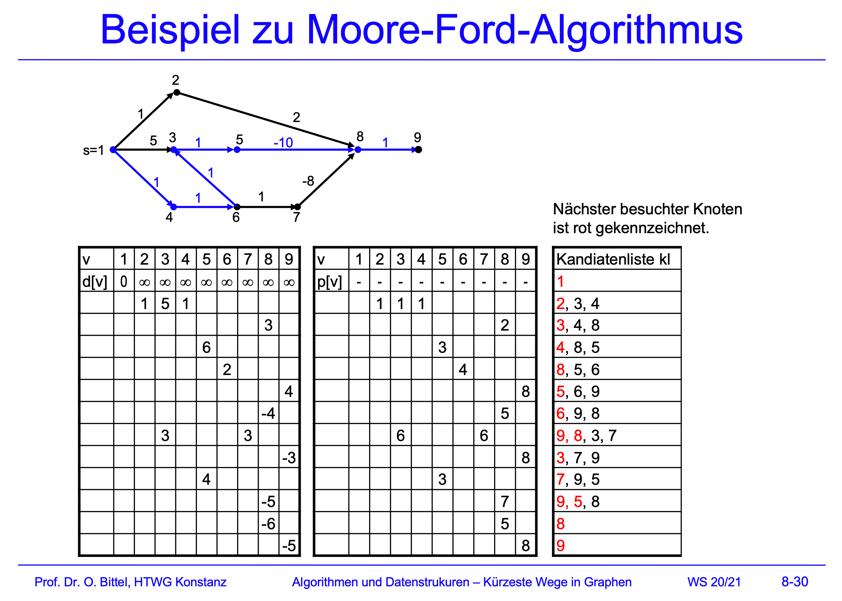 Beispiel zu Moore-Ford-Algorithmus
2
1
2
s=1
5
3
1
5
-10
8
1
9
1
1
-8
4
1
6
1
7
Nächster besuchter Knoten
ist rot gekennzeichnet.
v 1 2 3 4 5 6 7 8 9
d[v] 0 ∞ ∞ ∞ ∞ ∞ ∞ ∞ ∞
1 5 1
3
6
2
4
-4
3 3
-3
4
-5
-6
-5
v 1 2 3 4 5 6 7 8 9
p[v] - - - - - - - - -
1 1 1
2
3
4
8
5
6 6
8
3
7
5
8
Kandiatenliste kl
1
2, 3, 4
3, 4, 8
4, 8, 5
8, 5, 6
5, 6, 9
6, 9, 8
9, 8, 3, 7
3, 7, 9
7, 9, 5
9, 5, 8
8
9
Prof. Dr. O. Bittel, HTWG Konstanz Algorithmen und Datenstrukuren – Kürzeste Wege in Graphen WS 20/21 8-30